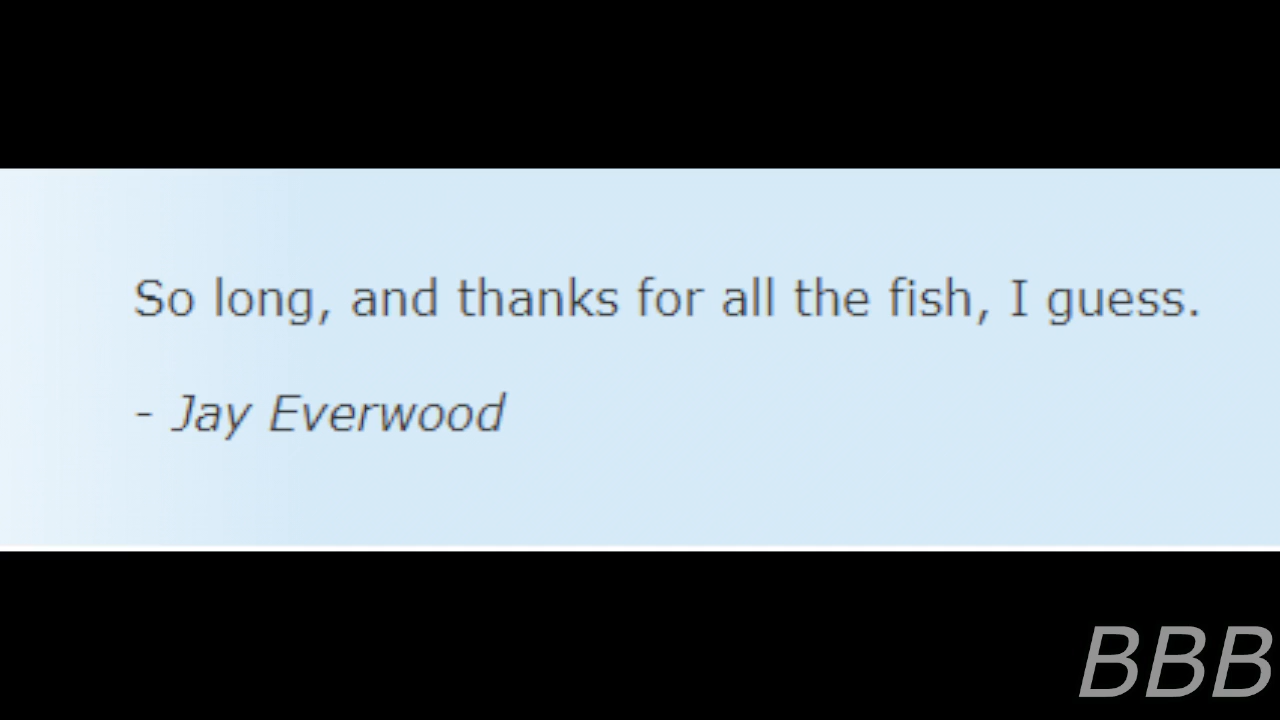 So long, and thanks for all the fish, I guess.
- Jay Everwood
BBB